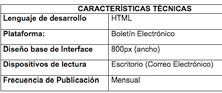 CARACTERÍSTICAS TÉCNICAS
Lenguaje de desarrollo HTML
Plataforma: Boletín Electrónico
Diseño base de Interface 800px (ancho)
Dispositivos de lectura Escritorio (Correo Electrónico)
Frecuencia de Publicación Mensual